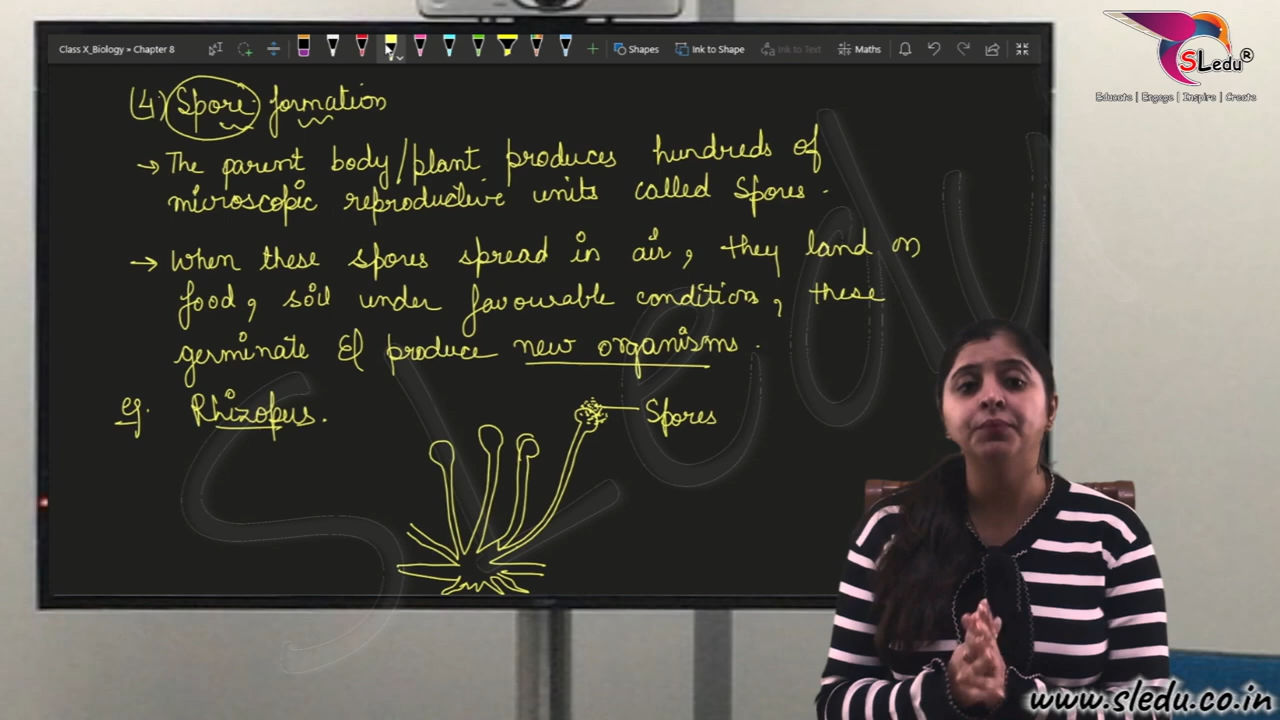 Class X_Biology » Chapter 8
Shapes
Ink to Shape
Ink to Text
Maths
SLedu®
Educate | Engage | Inspire | Create
(4) Spore formation
→ The parent body/plant produces hundreds of
microscopic reproductive units called Spores.
→ When these spores spread in air, they land on
food, soil under favourable condition, these
germinate & produce new organisms.
eg. Rhizopus.
Spores
SLedu
www.sledu.co.in